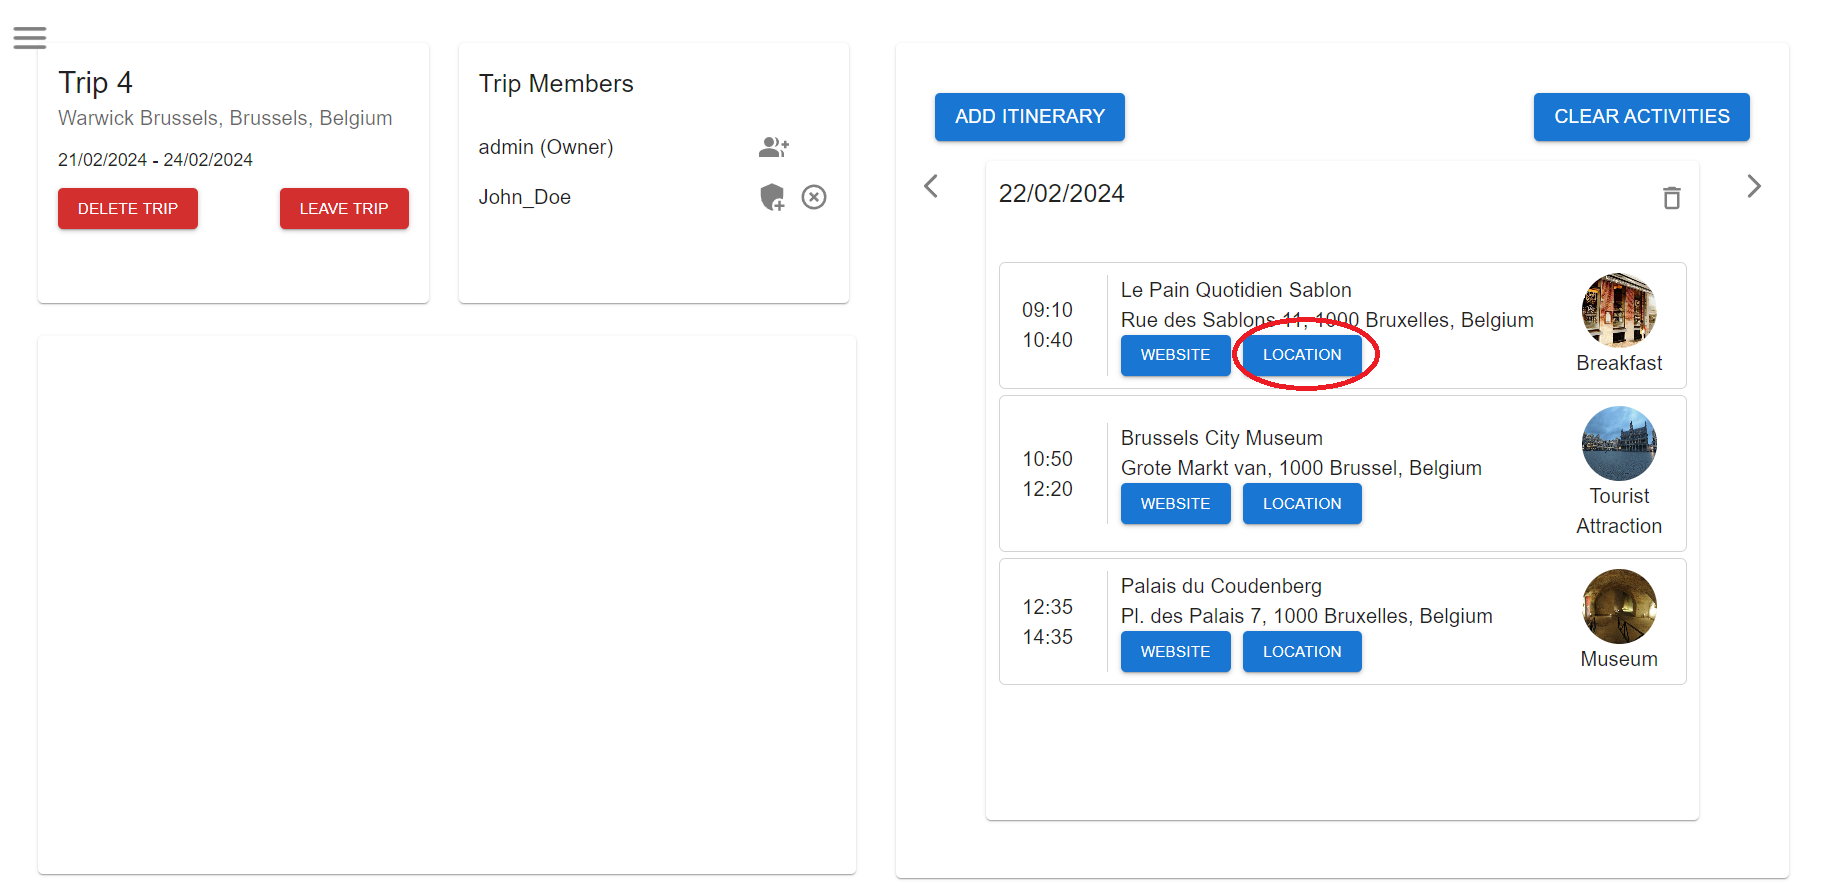 Trip 4
Warwick Brussels, Brussels, Belgium
21/02/2024 - 24/02/2024
DELETE TRIP
LEAVE TRIP
Trip Members
admin (Owner)
John_Doe
ADD ITINERARY
CLEAR ACTIVITIES
22/02/2024
09:10
10:40
Le Pain Quotidien Sablon
Rue des Sablons 11, 1000 Bruxelles, Belgium
WEBSITE
LOCATION
Breakfast
10:50
12:20
Brussels City Museum
Grote Markt van, 1000 Brussel, Belgium
WEBSITE
LOCATION
Tourist
Attraction
12:35
14:35
Palais du Coudenberg
Pl. des Palais 7, 1000 Bruxelles, Belgium
WEBSITE
LOCATION
Museum